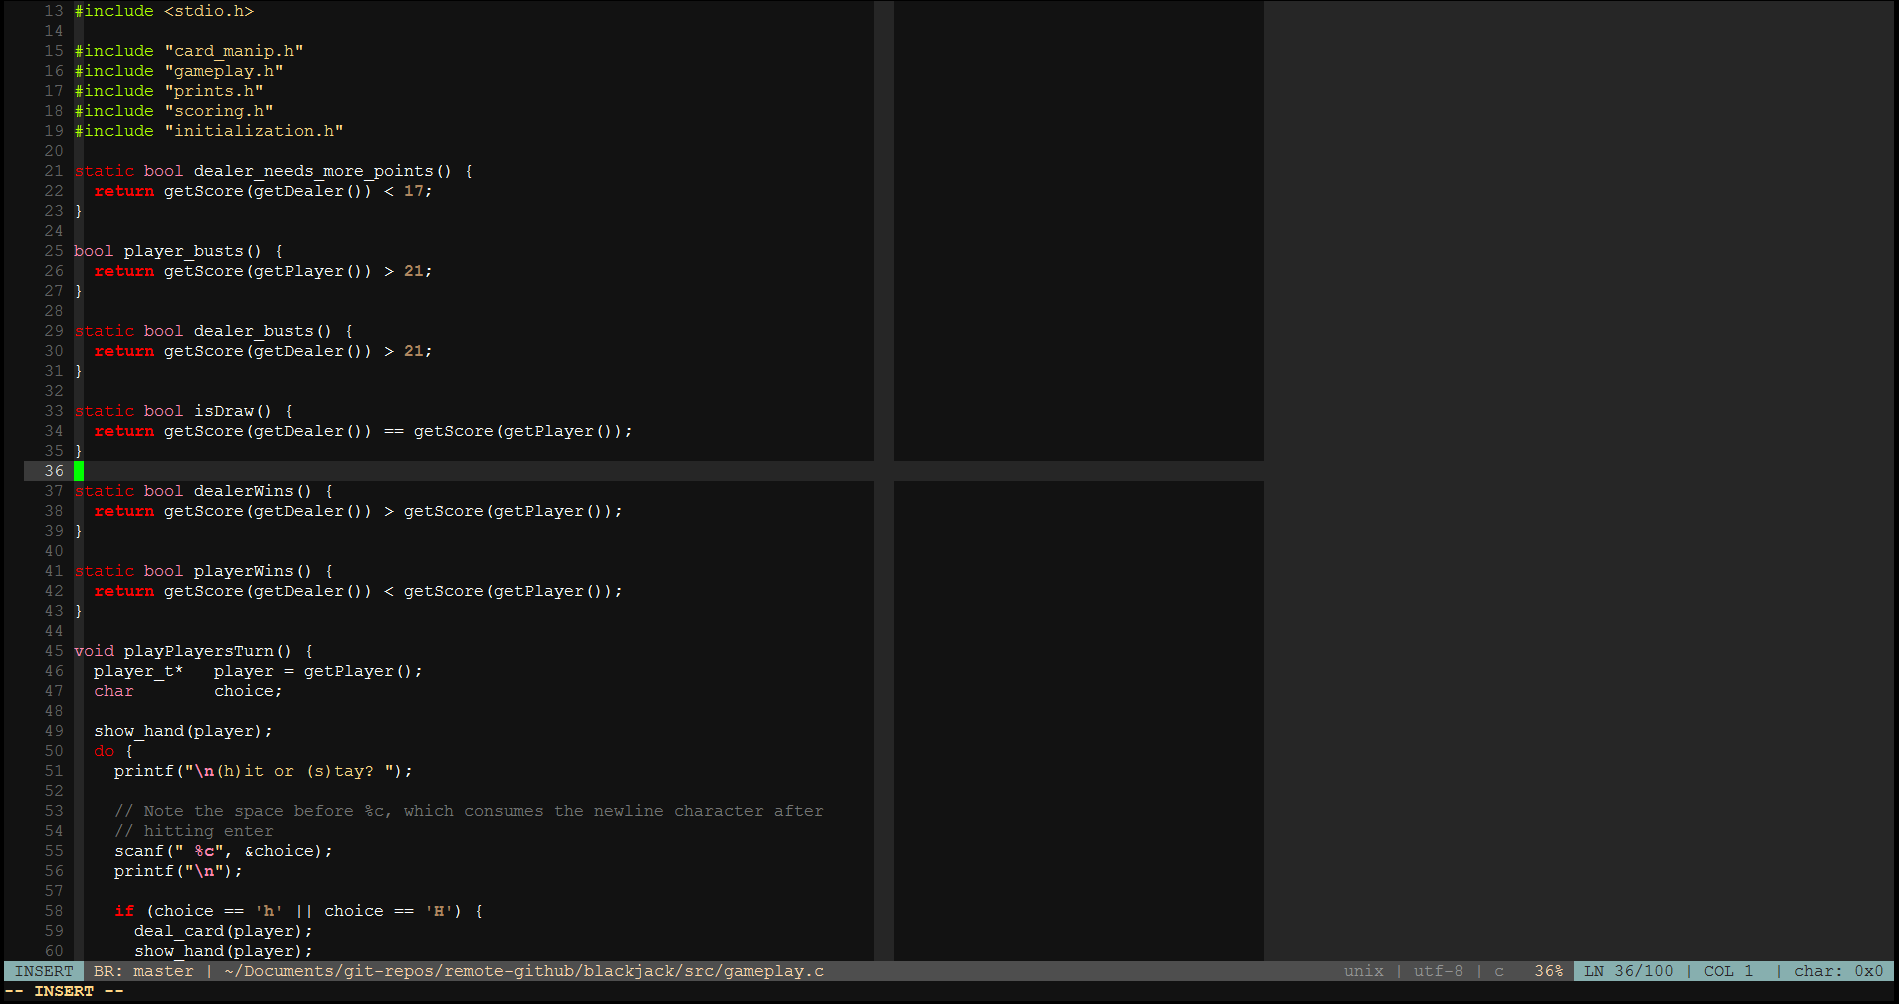 13 #include <stdio.h>
14
15 #include "card_manip.h"
16 #include "gameplay.h"
17 #include "prints.h"
18 #include "scoring.h"
19 #include "initialization.h"
20
21 static bool dealer_needs_more_points() {
22   return getScore(getDealer()) < 17;
23 }
24
25 bool player_busts() {
26   return getScore(getPlayer()) > 21;
27 }
28
29 static bool dealer_busts() {
30   return getScore(getDealer()) > 21;
31 }
32
33 static bool isDraw() {
34   return getScore(getDealer()) == getScore(getPlayer());
35 }
36
37 static bool dealerWins() {
38   return getScore(getDealer()) > getScore(getPlayer());
39 }
40
41 static bool playerWins() {
42   return getScore(getDealer()) < getScore(getPlayer());
43 }
44
45 void playPlayersTurn() {
46   player_t*   player = getPlayer();
47   char        choice;
48
49   show_hand(player);
50   do {
51     printf("\n(h)it or (s)tay? ");
52
53     // Note the space before %c, which consumes the newline character after
54     // hitting enter
55     scanf(" %c", &choice);
56     printf("\n");
57
58     if (choice == 'h' || choice == 'H') {
59       deal_card(player);
60       show_hand(player);
INSERT BR: master | ~/Documents/git-repos/remote-github/blackjack/src/gameplay.c unix | utf-8 | c 36% LN 36/100 | COL 1 | char: 0x0
-- INSERT --